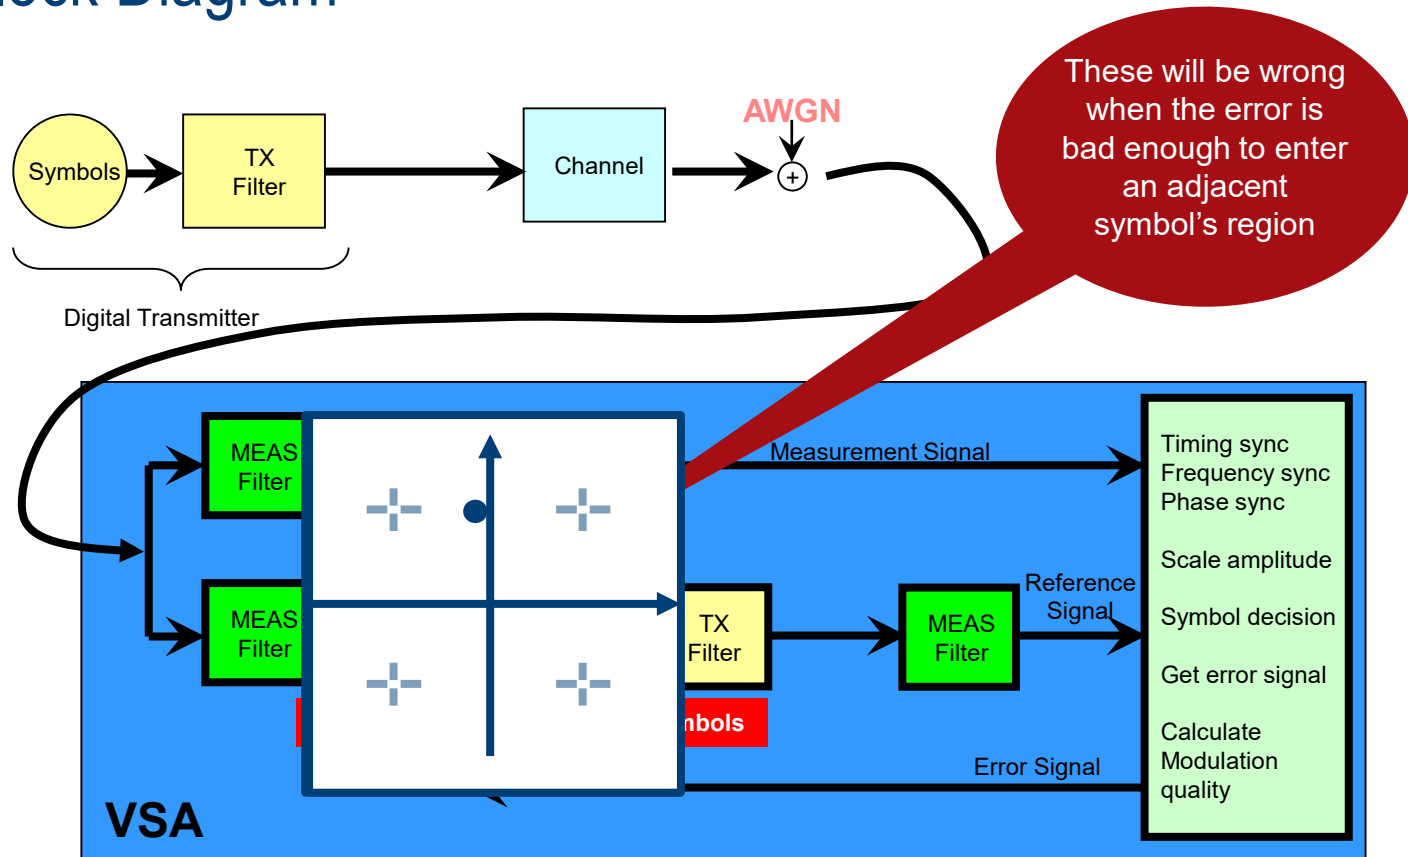 Diagram
These will be wrong
when the error is
bad enough to enter
an adjacent
symbol's region
AWGN
+
Symbols
TX
Filter
Channel
Digital Transmitter
MEAS
Filter
Measurement Signal
Timing sync
Frequency sync
Phase sync
Scale amplitude
Symbol decision
Get error signal
Calculate
Modulation
quality
MEAS
Filter
TX
Filter
MEAS
Filter
Reference
Signal
mbols
Error Signal
VSA